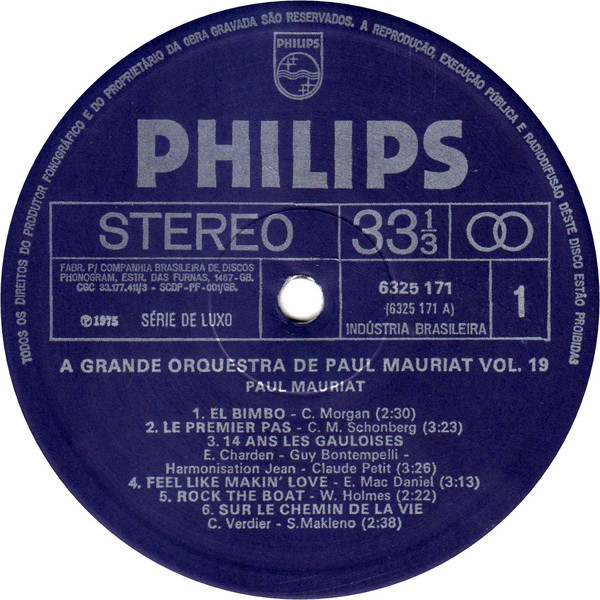 TODOS OS DIREITOS DO PRODUTOR FONOGRÁFICO E DO PROPRIETÁRIO DA OBRA GRAVADA SÃO RESERVADOS. A REPRODUÇÃO, EXECUÇÃO PÚBLICA E RADIODIFUSÃO DÊSTE DISCO ESTÃO PROIBIDAS
PHILIPS
PHILIPS
STEREO 33 1/3
FABR. P/ COMPANHIA BRASILEIRA DE DISCOS
PHONOGRAM, ESTR. DAS FURNAS, 1467-GB.
CGC 33.177.411/3 - SCDP-PF-001/GB.
℗ 1975 SÉRIE DE LUXO
6325 171
(6325 171 A)
INDÚSTRIA BRASILEIRA
1
A GRANDE ORQUESTRA DE PAUL MAURIAT VOL. 19
PAUL MAURIAT
1. EL BIMBO - C. Morgan (2:30)
2. LE PREMIER PAS - C. M. Schonberg (3:23)
3. 14 ANS LES GAULOISES
E. Charden - Guy Bontempelli -
Harmonisation Jean - Claude Petit (3:26)
4. FEEL LIKE MAKIN' LOVE - E. Mac Daniel (3:13)
5. ROCK THE BOAT - W. Holmes (2:22)
6. SUR LE CHEMIN DE LA VIE
C. Verdier - S.Makleno (2:38)